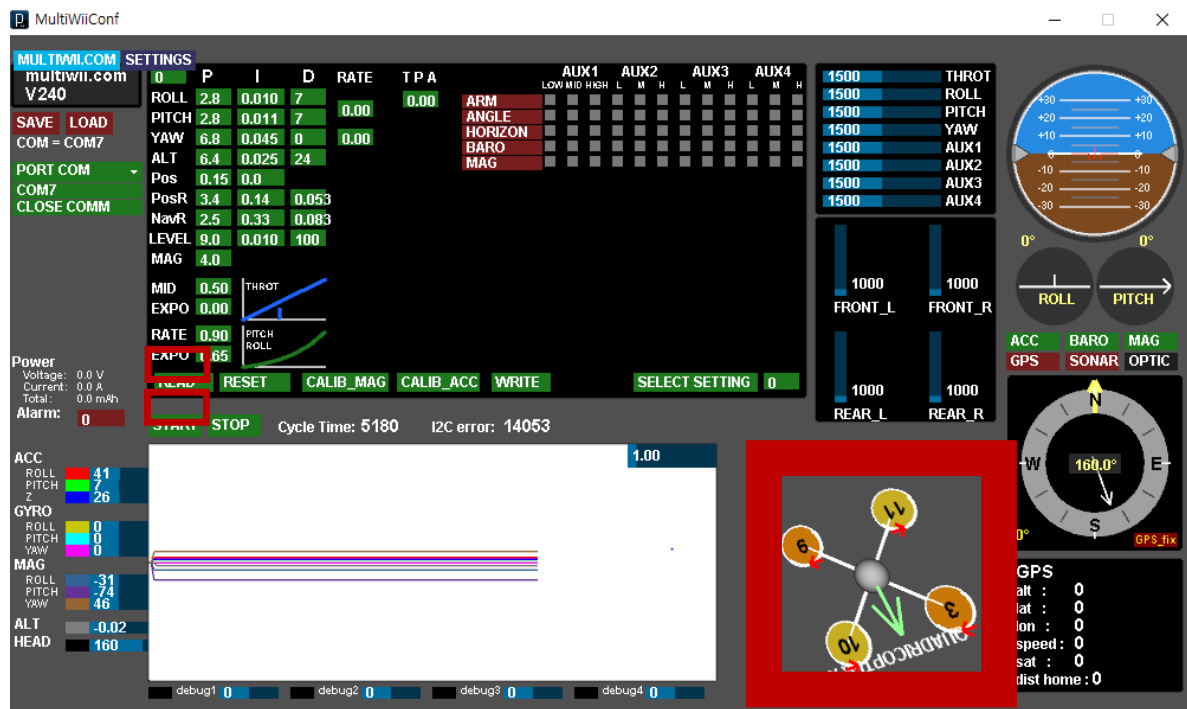 MultiWiiConf
MULTIWII.COM SETTINGS
multiwii.com
V240
SAVE LOAD
COM = COM7
PORT COM
COM7
CLOSE COMM
0 P I D RATE T P A
ROLL 2.8 0.010 7 0.00 0.00
PITCH 2.8 0.011 7
YAW 6.8 0.045 0 0.00
ALT 6.4 0.025 24
Pos 0.15 0.0
PosR 3.4 0.14 0.053
NavR 2.5 0.33 0.083
LEVEL 9.0 0.010 100
MAG 4.0
MID 0.50 THROT
EXPO 0.00
RATE 0.90 PITCH
ROLL
EXPO 0.65
AUX1 AUX2 AUX3 AUX4
LOW MID HIGH L M H L M H L M H
ARM
ANGLE
HORIZON
BARO
MAG
READ RESET CALIB_MAG CALIB_ACC WRITE SELECT SETTING 0
START STOP Cycle Time: 5180 I2C error: 14053
Power
Voltage: 0.0 V
Current: 0.0 A
Total: 0.0 mAh
Alarm: 0
ACC
ROLL 41
PITCH 7
Z 26
GYRO
ROLL 0
PITCH 0
YAW 0
MAG
ROLL -31
PITCH -74
YAW 46
ALT -0.02
HEAD 160
1.00
debug1 0 debug2 0 debug3 0 debug4 0
1500 THROT
1500 ROLL
1500 PITCH
1500 YAW
1500 AUX1
1500 AUX2
1500 AUX3
1500 AUX4
1000 1000
FRONT_L FRONT_R
1000 1000
REAR_L REAR_R
11
9
3
10
+30 +30
+20 +20
+10 +10
0 0
-10 -10
-20 -20
-30 -30
0° 0°
ROLL PITCH
ACC BARO MAG
GPS SONAR OPTIC
N
W 160.0° E
S
0° GPS_fix
GPS
alt : 0
lat : 0
lon : 0
speed : 0
sat : 0
dist home : 0